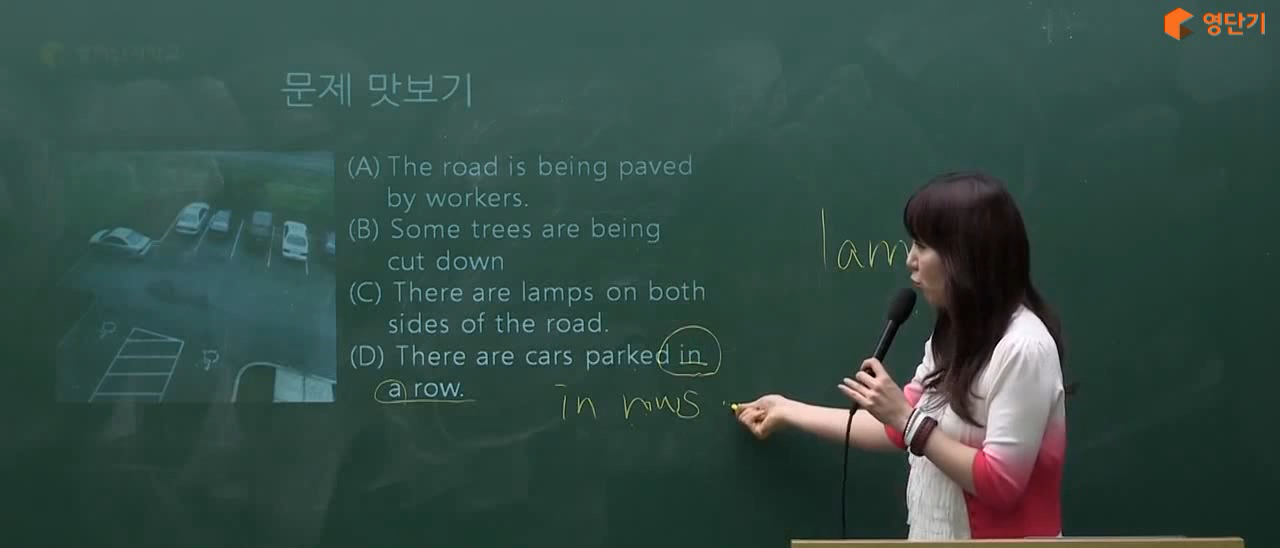 영단기
문제 맛보기
(A) The road is being paved
by workers.
(B) Some trees are being
cut down
(C) There are lamps on both
sides of the road.
(D) There are cars parked in
a row.
in rows